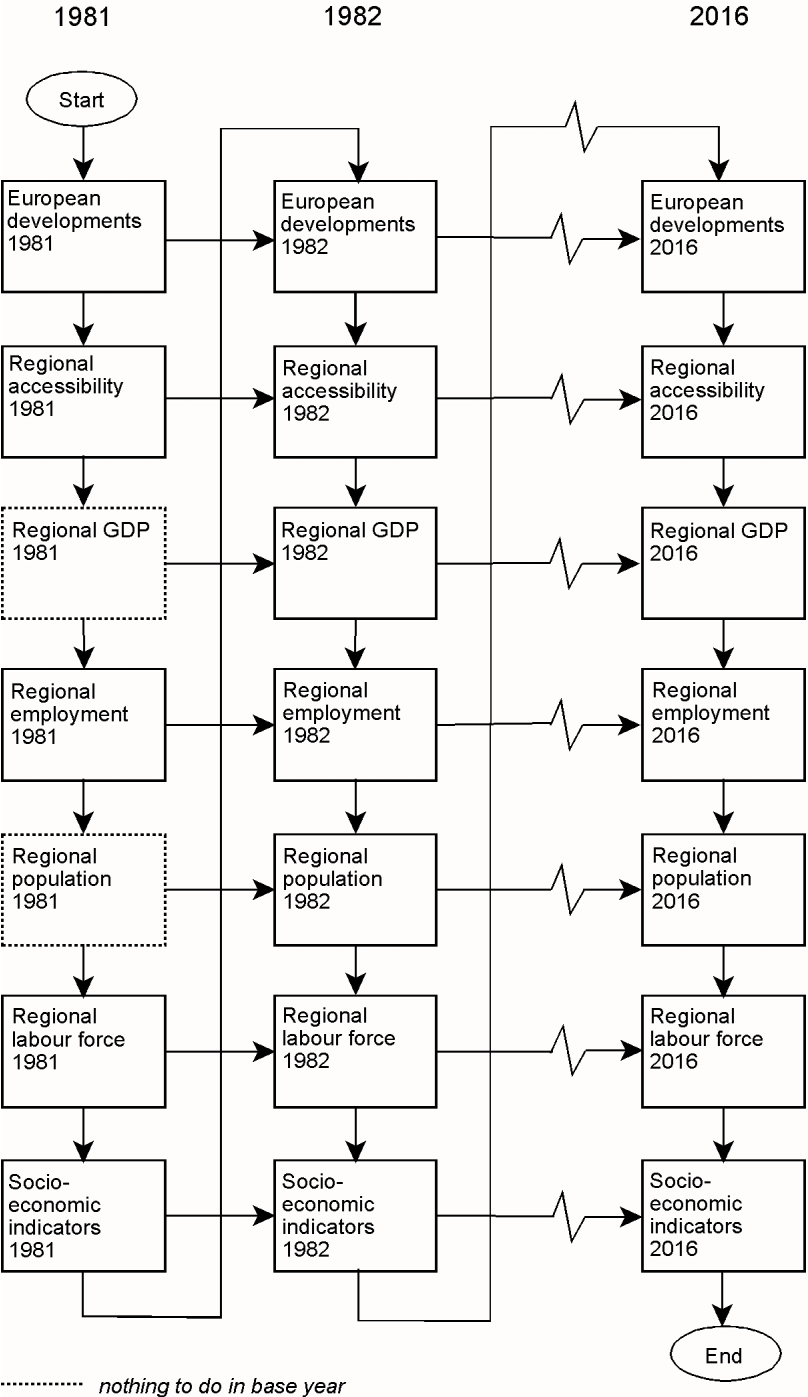 1981
1982
2016
Start
European
developments
1981
European
developments
1982
European
developments
2016
Regional
accessibility
1981
Regional
accessibility
1982
Regional
accessibility
2016
Regional GDP
1981
Regional GDP
1982
Regional GDP
2016
Regional
employment
1981
Regional
employment
1982
Regional
employment
2016
Regional
population
1981
Regional
population
1982
Regional
population
2016
Regional
labour force
1981
Regional
labour force
1982
Regional
labour force
2016
Socio-
economic
indicators
1981
Socio-
economic
indicators
1982
Socio-
economic
indicators
2016
End
nothing to do in base year